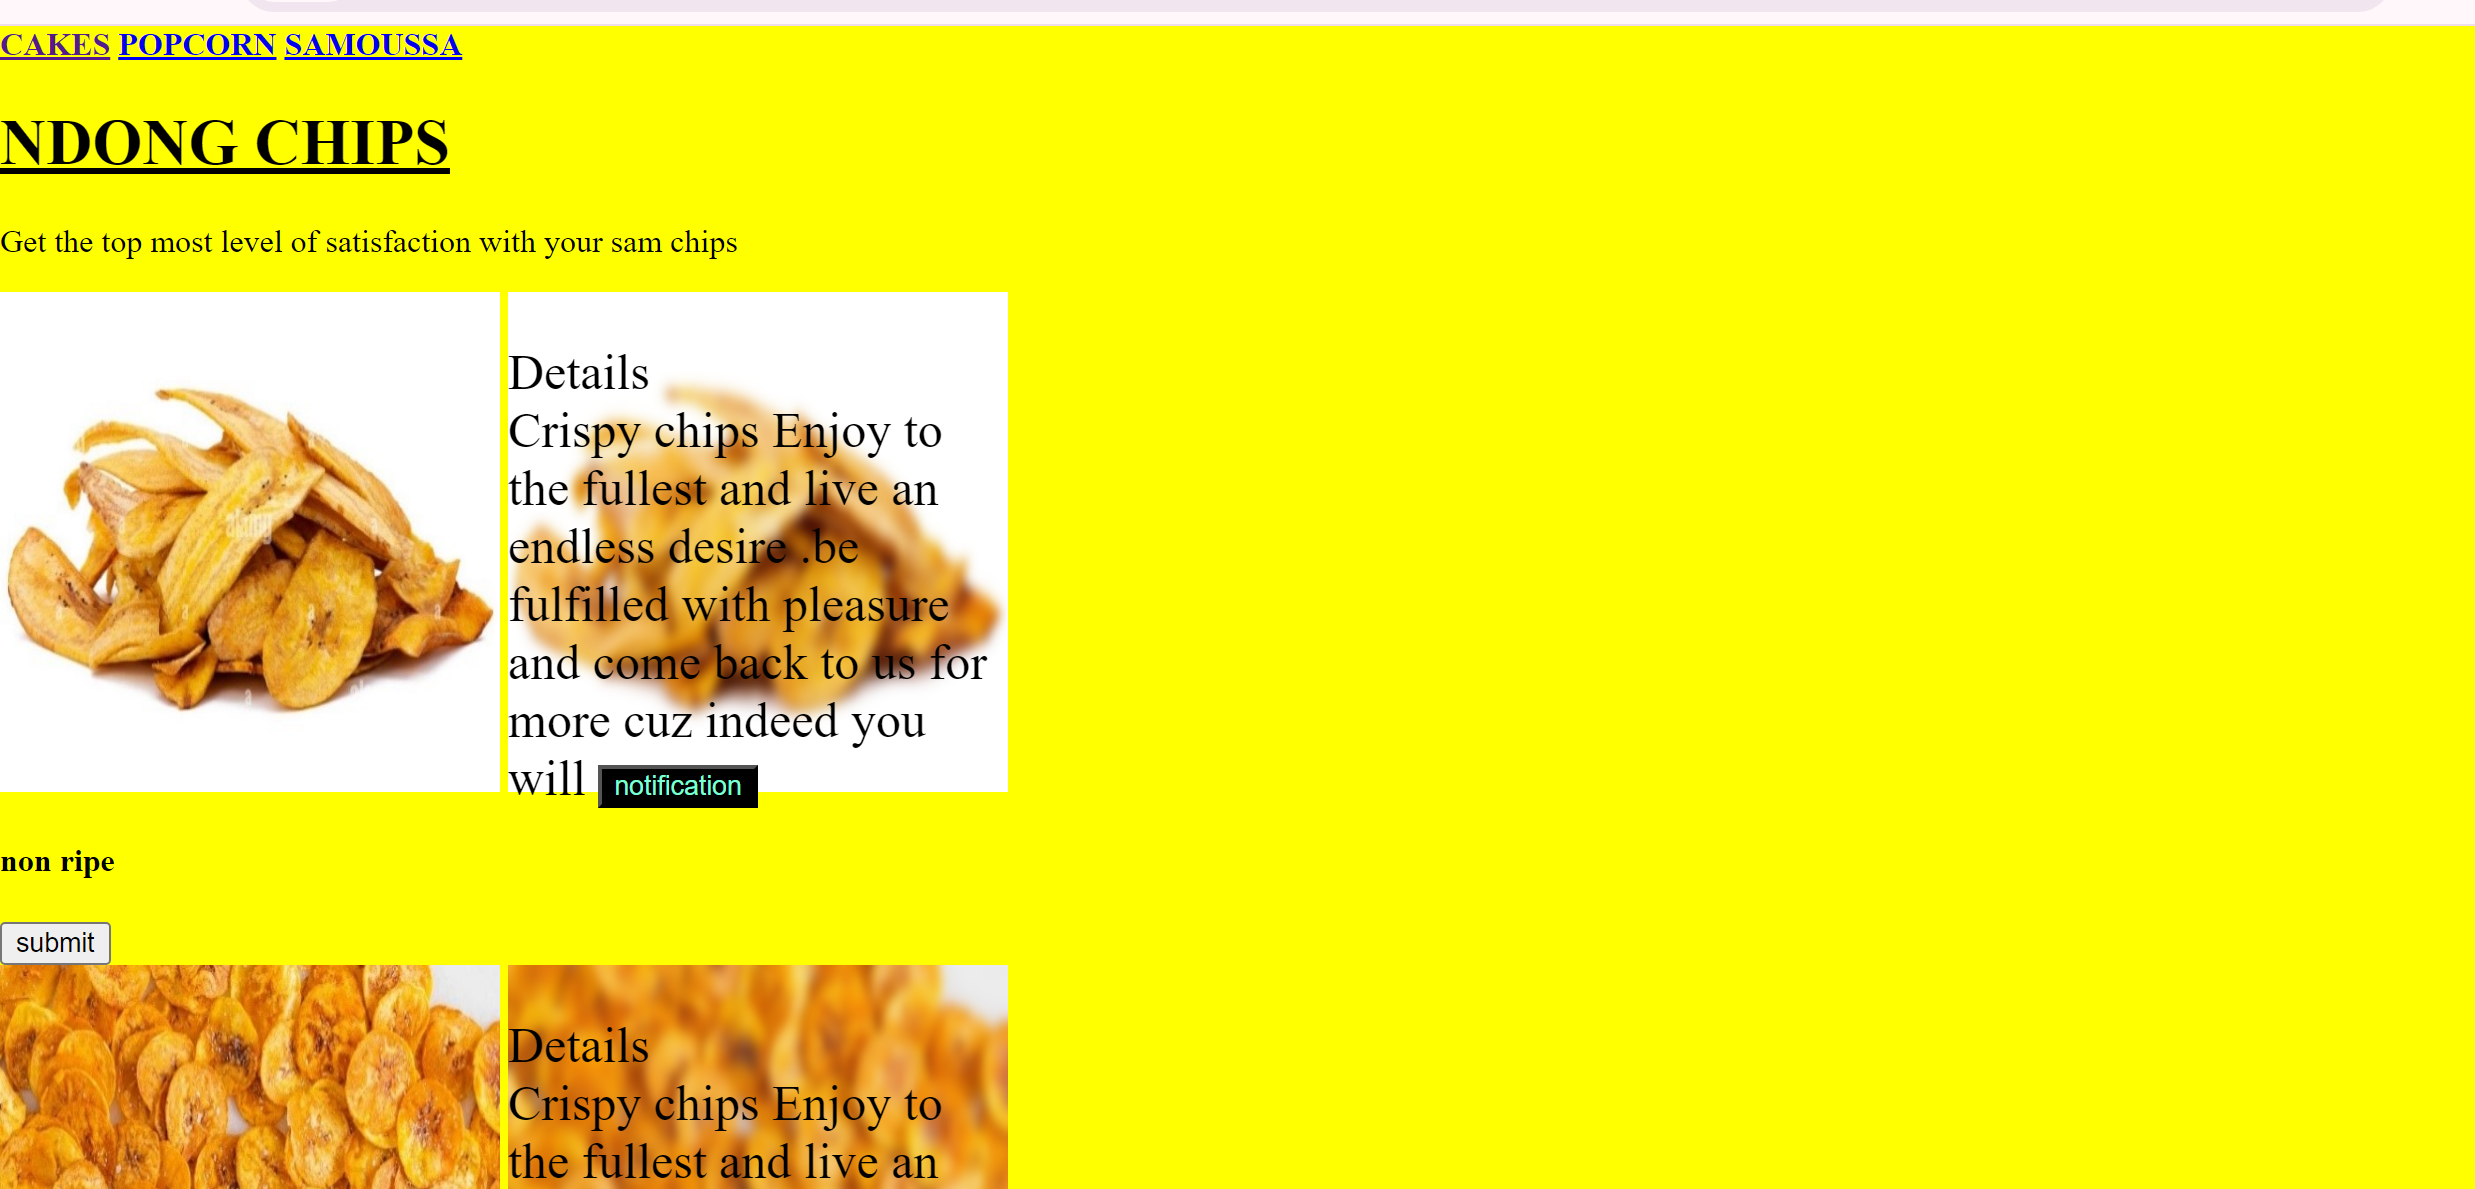 CAKES POPCORN SAMOUSSA
NDONG CHIPS
Get the top most level of satisfaction with your sam chips
Details
Crispy chips Enjoy to
the fullest and live an
endless desire .be
fulfilled with pleasure
and come back to us for
more cuz indeed you
will notification
non ripe
submit
Details
Crispy chips Enjoy to
the fullest and live an